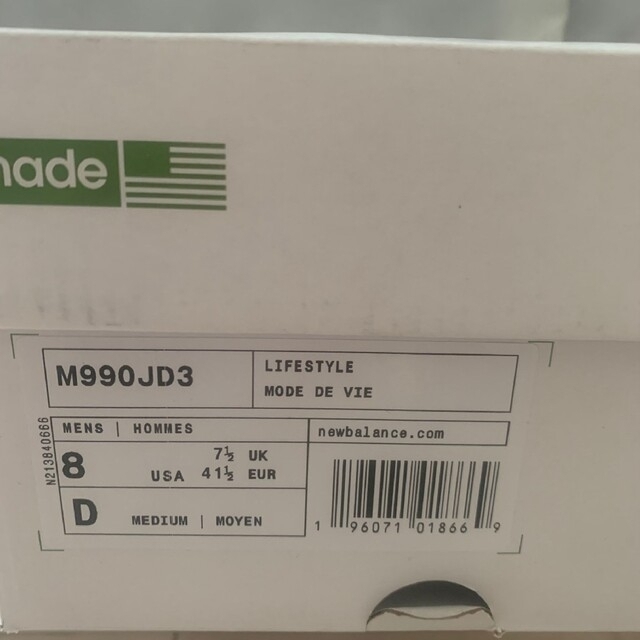 made
M990JD3
LIFESTYLE
MODE DE VIE
N213840666
MENS | HOMMES
newbalance.com
8
7½ UK
USA 41½ EUR
D
MEDIUM | MOYEN
1 96071 01866 9